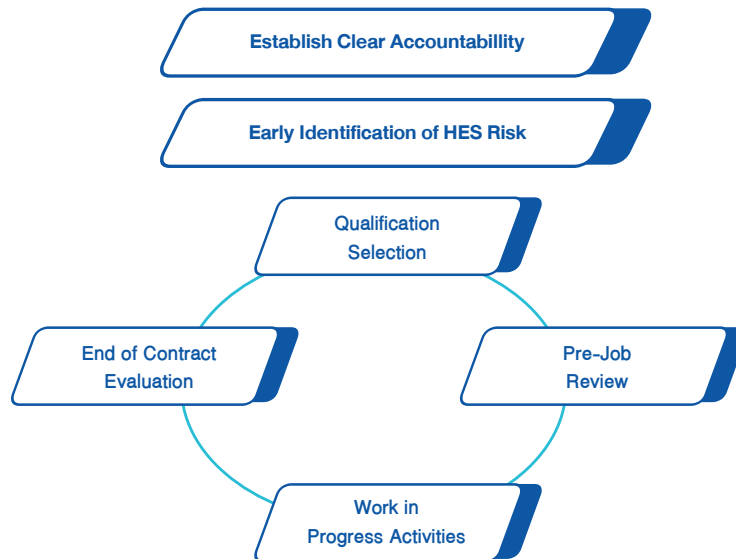 Establish Clear Accountabillity
Early Identification of HES Risk
Qualification
Selection
End of Contract
Evaluation
Pre-Job
Review
Work in
Progress Activities